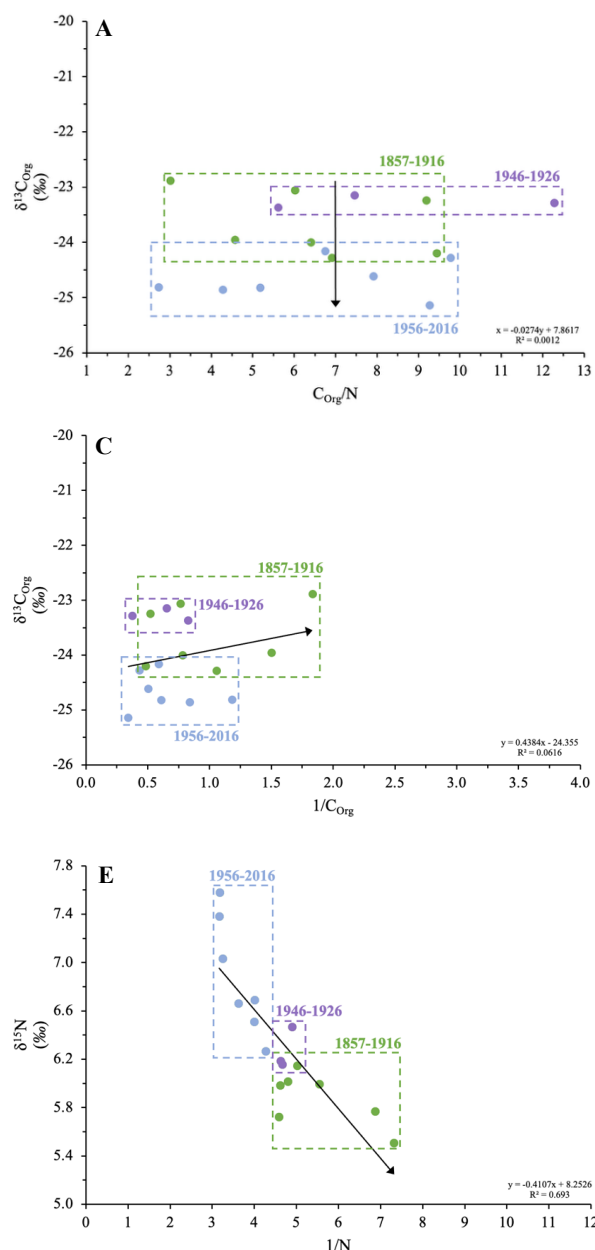 A
-20
-21
-22
-23
-24
-25
-26
δ¹³C_Org
(‰)
1857-1916
1946-1926
1956-2016
x = -0.0274y + 7.8617
R² = 0.0012
1 2 3 4 5 6 7 8 9 10 11 12 13
C_Org/N
C
-20
-21
-22
-23
-24
-25
-26
δ¹³C_Org
(‰)
1857-1916
1946-1926
1956-2016
y = 0.4384x - 24.355
R² = 0.0616
0.0 0.5 1.0 1.5 2.0 2.5 3.0 3.5 4.0
1/C_Org
E
7.8
7.4
7.0
6.6
6.2
5.8
5.4
5.0
δ¹⁵N
(‰)
1956-2016
1946-1926
1857-1916
y = -0.4107x + 8.2526
R² = 0.693
0 1 2 3 4 5 6 7 8 9 10 11 12
1/N